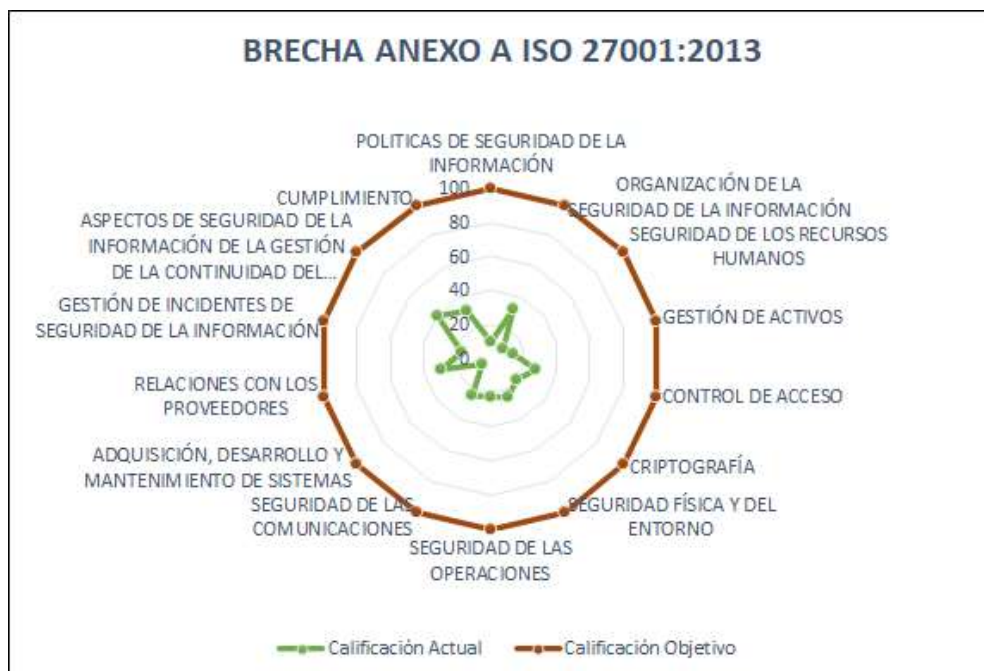 BRECHA ANEXO A ISO 27001:2013
POLITICAS DE SEGURIDAD DE LA
INFORMACIÓN
100
80
60
40
20
0
ORGANIZACIÓN DE LA
SEGURIDAD DE LA INFORMACIÓN
SEGURIDAD DE LOS RECURSOS
HUMANOS
GESTIÓN DE ACTIVOS
CONTROL DE ACCESO
CRIPTOGRAFÍA
SEGURIDAD FÍSICA Y DEL
ENTORNO
SEGURIDAD DE LAS
OPERACIONES
SEGURIDAD DE LAS
COMUNICACIONES
ADQUISICIÓN, DESARROLLO Y
MANTENIMIENTO DE SISTEMAS
RELACIONES CON LOS
PROVEEDORES
GESTIÓN DE INCIDENTES DE
SEGURIDAD DE LA INFORMACIÓN
ASPECTOS DE SEGURIDAD DE LA
INFORMACIÓN DE LA GESTIÓN
DE LA CONTINUIDAD DEL...
CUMPLIMIENTO
Calificación Actual
Calificación Objetivo